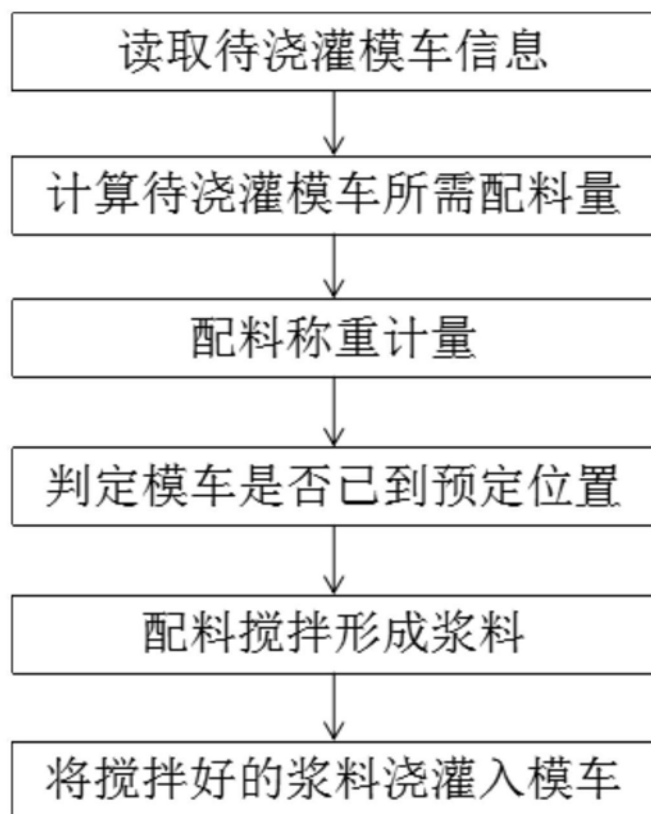 读取待浇灌模车信息
计算待浇灌模车所需配料量
配料称重计量
判定模车是否已到预定位置
配料搅拌形成浆料
将搅拌好的浆料浇灌入模车